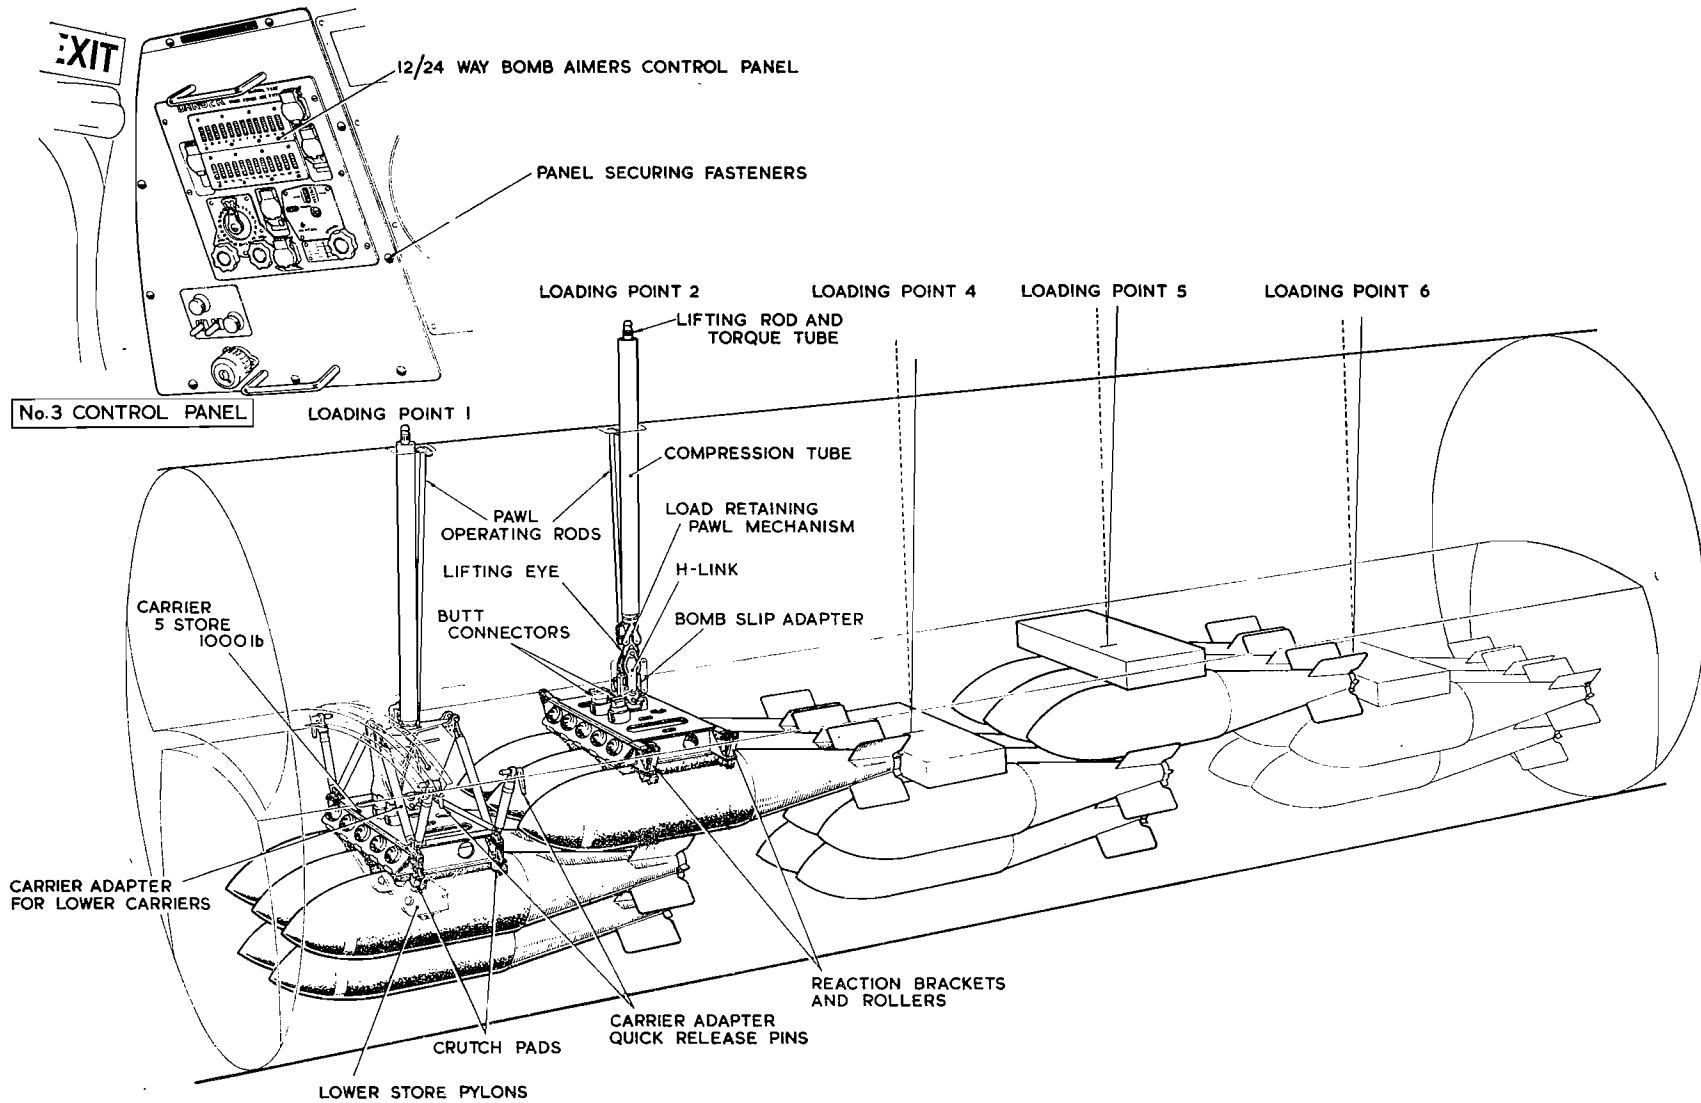 EXIT
12/24 WAY BOMB AIMERS CONTROL PANEL
PANEL SECURING FASTENERS
LOADING POINT 2
LOADING POINT 4
LOADING POINT 5
LOADING POINT 6
LIFTING ROD AND
TORQUE TUBE
No.3 CONTROL PANEL
LOADING POINT 1
COMPRESSION TUBE
PAWL
OPERATING RODS
LOAD RETAINING
PAWL MECHANISM
LIFTING EYE
H-LINK
CARRIER
5 STORE
1000 lb
BUTT
CONNECTORS
BOMB SLIP ADAPTER
CARRIER ADAPTER
FOR LOWER CARRIERS
REACTION BRACKETS
AND ROLLERS
CARRIER ADAPTER
QUICK RELEASE PINS
CRUTCH PADS
LOWER STORE PYLONS